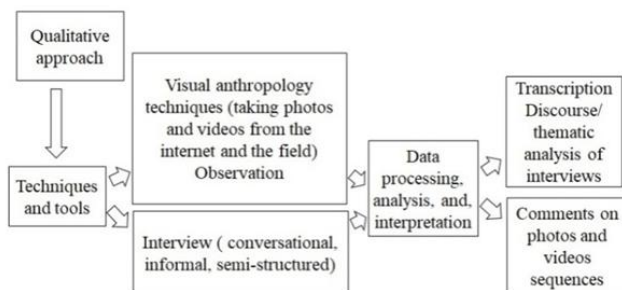 Qualitative
approach
Techniques
and tools
Visual anthropology
techniques (taking photos
and videos from the
internet and the field)
Observation
Interview ( conversational,
informal, semi-structured)
Data
processing,
analysis, and,
interpretation
Transcription
Discourse/
thematic
analysis of
interviews
Comments on
photos and
videos
sequences